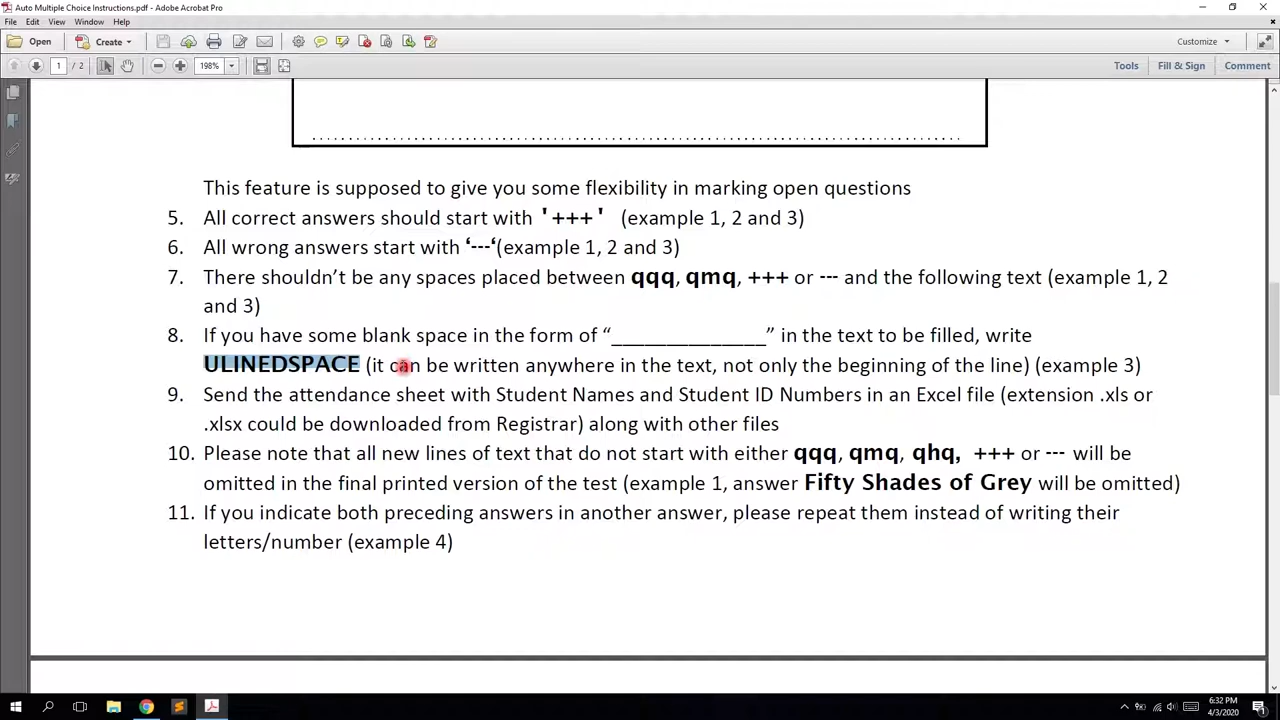 Auto Multiple Choice Instructions.pdf - Adobe Acrobat Pro
File Edit View Window Help
Open Create Customize
1 / 2 198% Tools Fill & Sign Comment
This feature is supposed to give you some flexibility in marking open questions
5. All correct answers should start with '+++' (example 1, 2 and 3)
6. All wrong answers start with ‘---‘(example 1, 2 and 3)
7. There shouldn’t be any spaces placed between qqq, qmq, +++ or --- and the following text (example 1, 2
and 3)
8. If you have some blank space in the form of “______________” in the text to be filled, write
ULINEDSPACE (it can be written anywhere in the text, not only the beginning of the line) (example 3)
9. Send the attendance sheet with Student Names and Student ID Numbers in an Excel file (extension .xls or
.xlsx could be downloaded from Registrar) along with other files
10. Please note that all new lines of text that do not start with either qqq, qmq, qhq, +++ or --- will be
omitted in the final printed version of the test (example 1, answer Fifty Shades of Grey will be omitted)
11. If you indicate both preceding answers in another answer, please repeat them instead of writing their
letters/number (example 4)
6:32 PM
4/3/2020